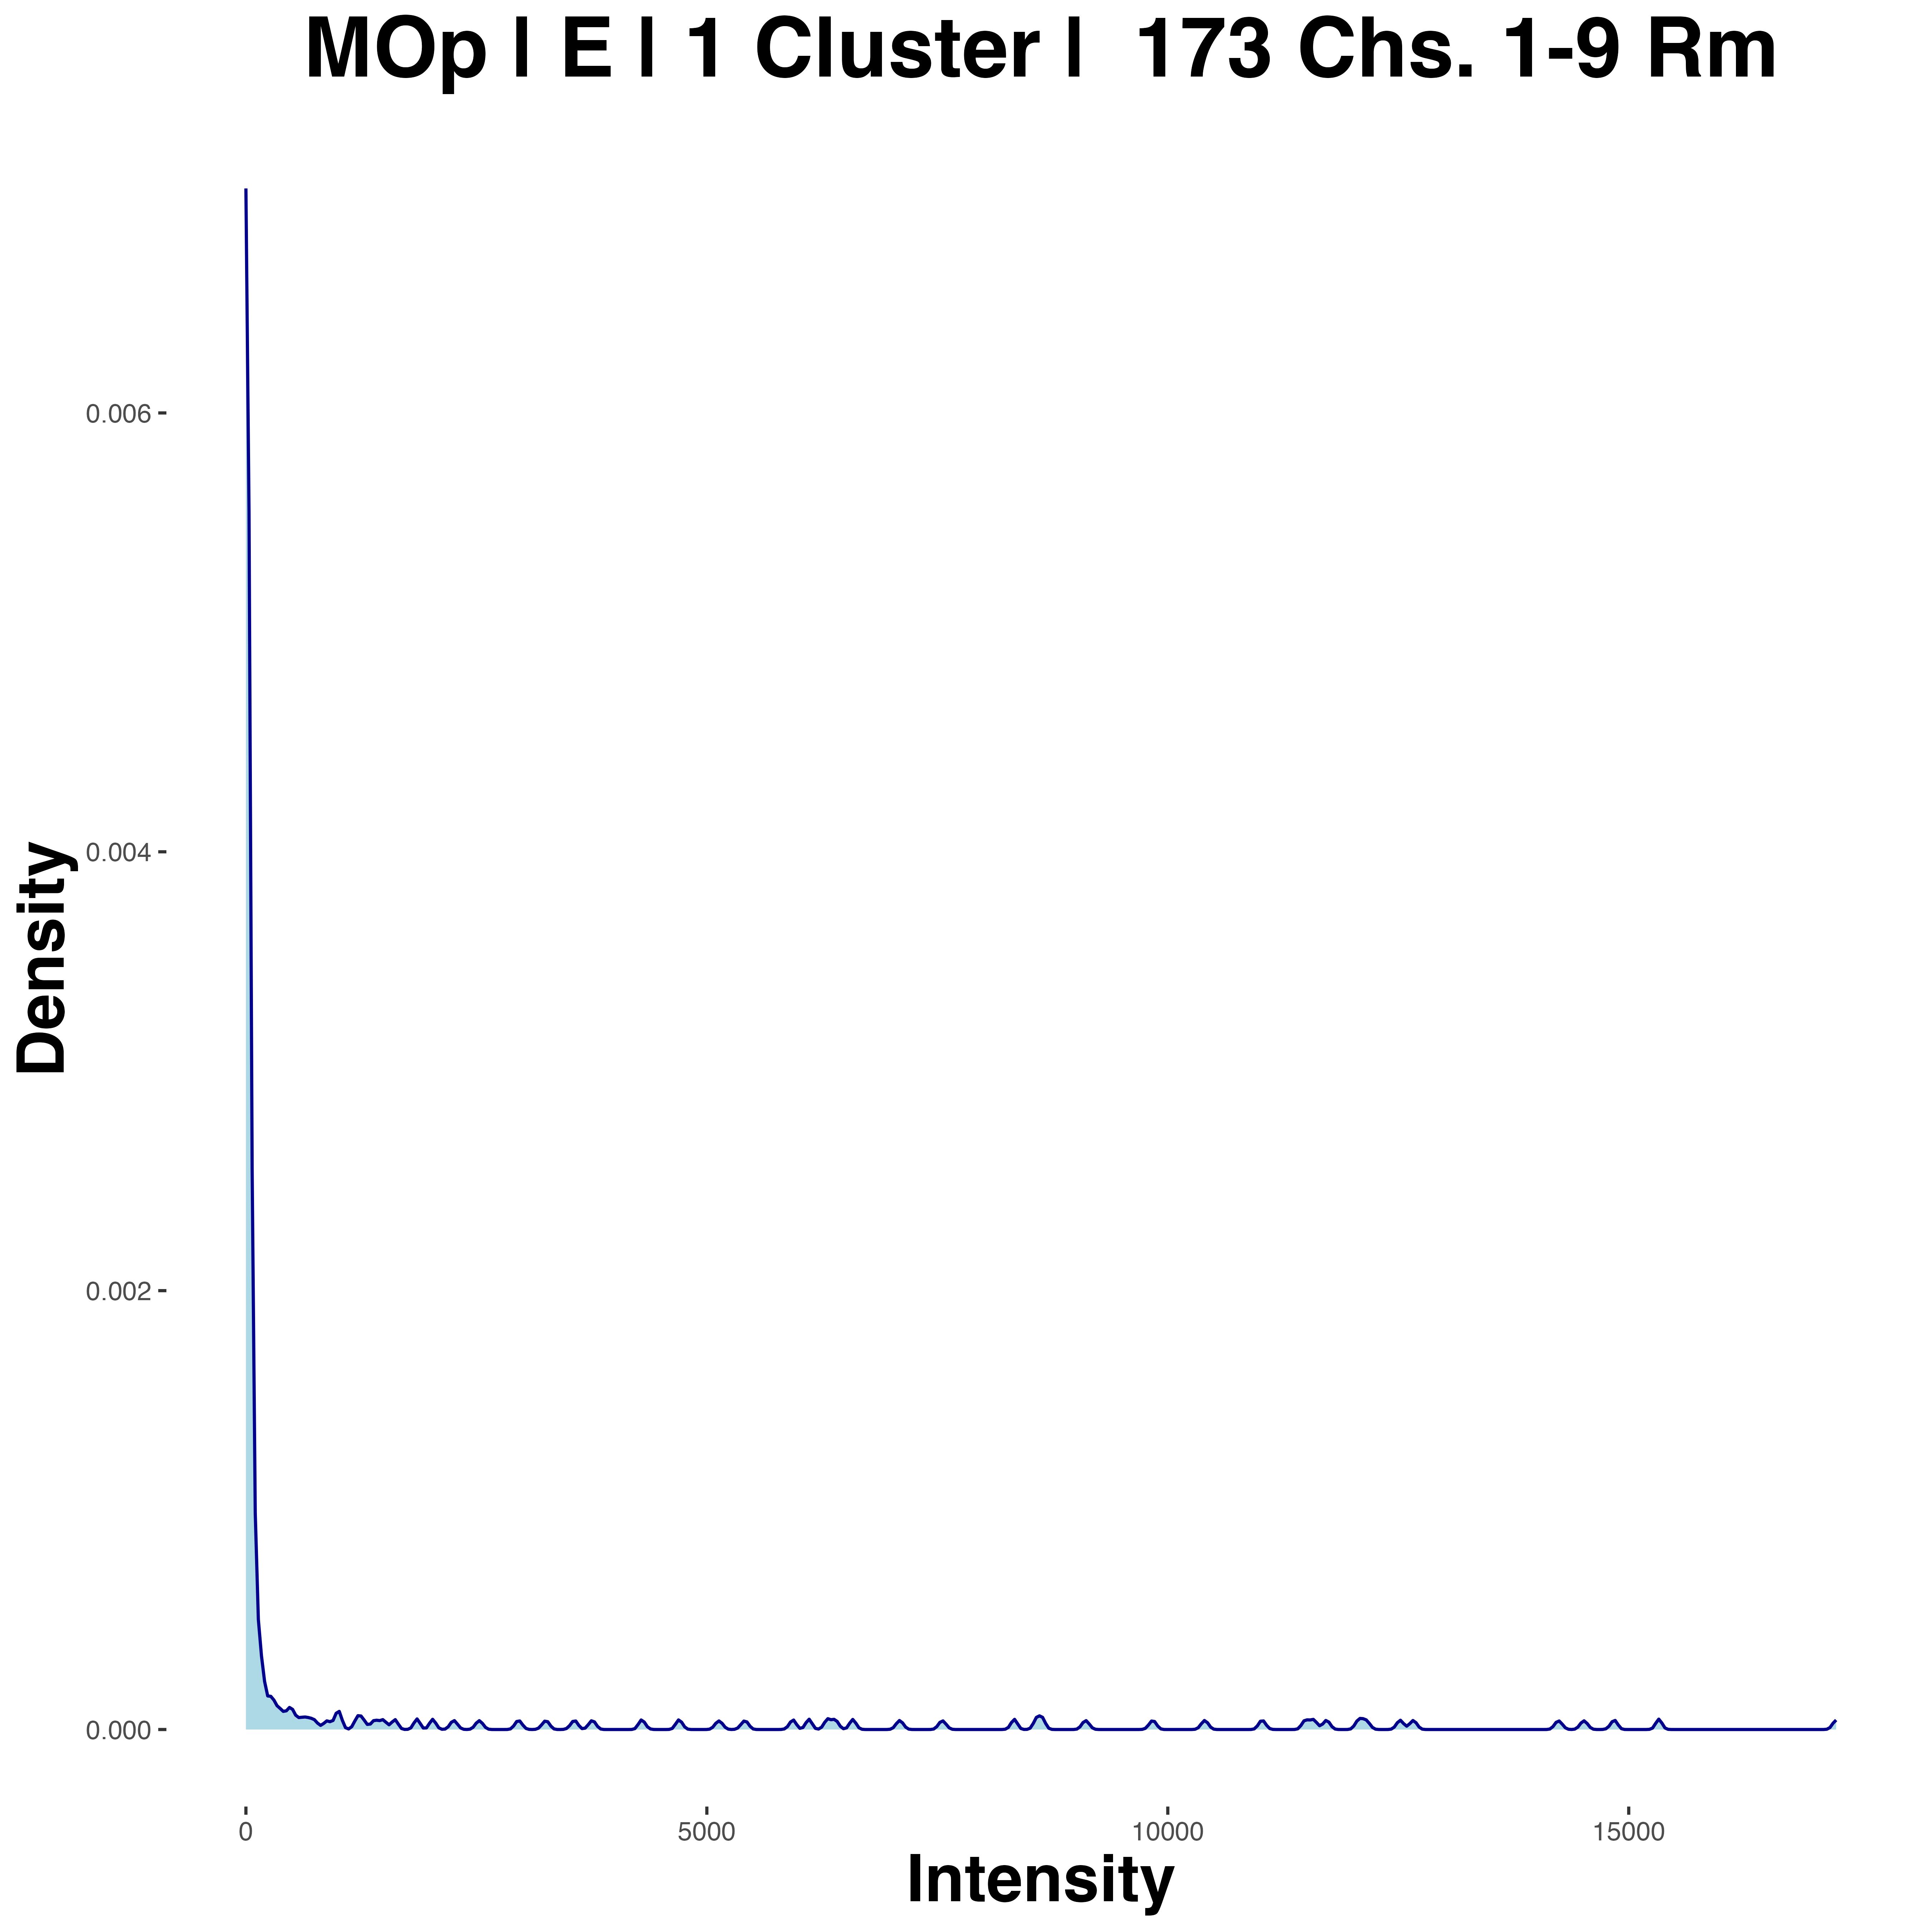 MOp | E | 1 Cluster | 173 Chs. 1-9 Rm
Density
0.006
0.004
0.002
0.000
0 5000 10000 15000
Intensity